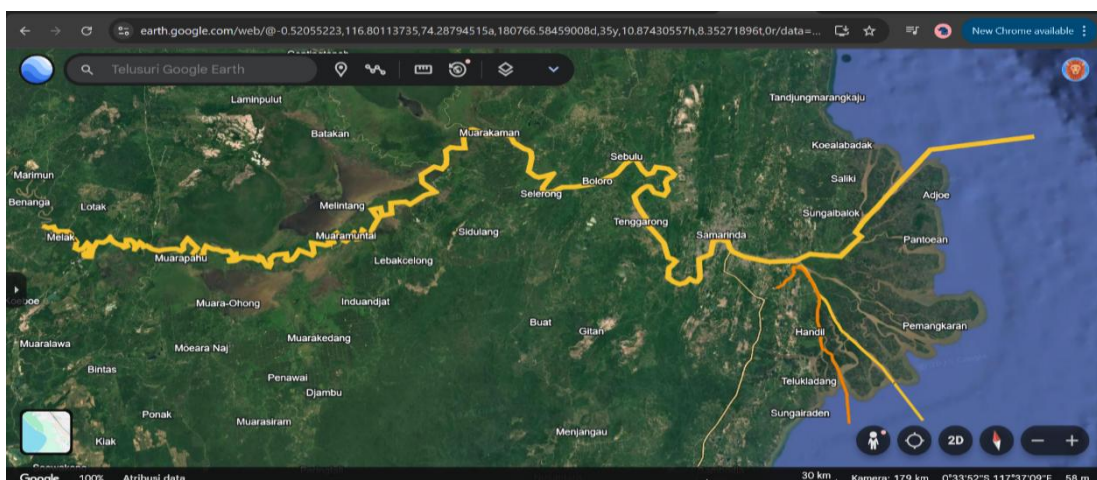 earth.google.com/web/@-0.52055223,116.80113735,74.28794515a,180766.58459008d,35y,10.87430557h,8.35271896t,0r/data=...
New Chrome available
Telusuri Google Earth
Laminpulut
Tandjungmarangkaju
Batakan
Muarakaman
Koealabadak
Sebulu
Marimun
Boloro
Saliki
Selerong
Adjoe
Benanga
Lotak
Melintang
Sungaibalok
Tenggarong
Melak
Muaramuntai
Sidulang
Samarinda
Pantoean
Muarapahu
Lebakcelong
Muara-Ohong
Induandjat
Buat
Gitan
Handil
Pemangkaran
Muaralawa
Moeara Naj
Muarakedang
Bintas
Penawai
Telukladang
Djambu
Ponak
Muarasiram
Sungairaden
Menjangau
Kiak
2D
Google
100%
Atribusi data
30 km
Kamera: 179 km
0°33'52"S 117°37'09"E
58 m